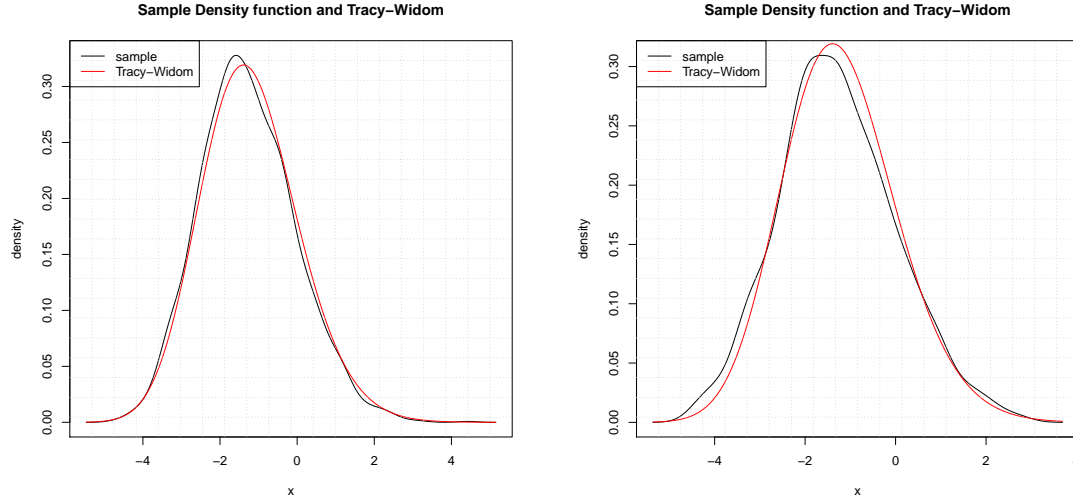 Sample Density function and Tracy−Widom
sample
Tracy−Widom
0.30
0.25
0.20
0.15
0.10
0.05
0.00
density
−4 −2 0 2 4
x
Sample Density function and Tracy−Widom
sample
Tracy−Widom
0.30
0.25
0.20
0.15
0.10
0.05
0.00
density
−4 −2 0 2
x